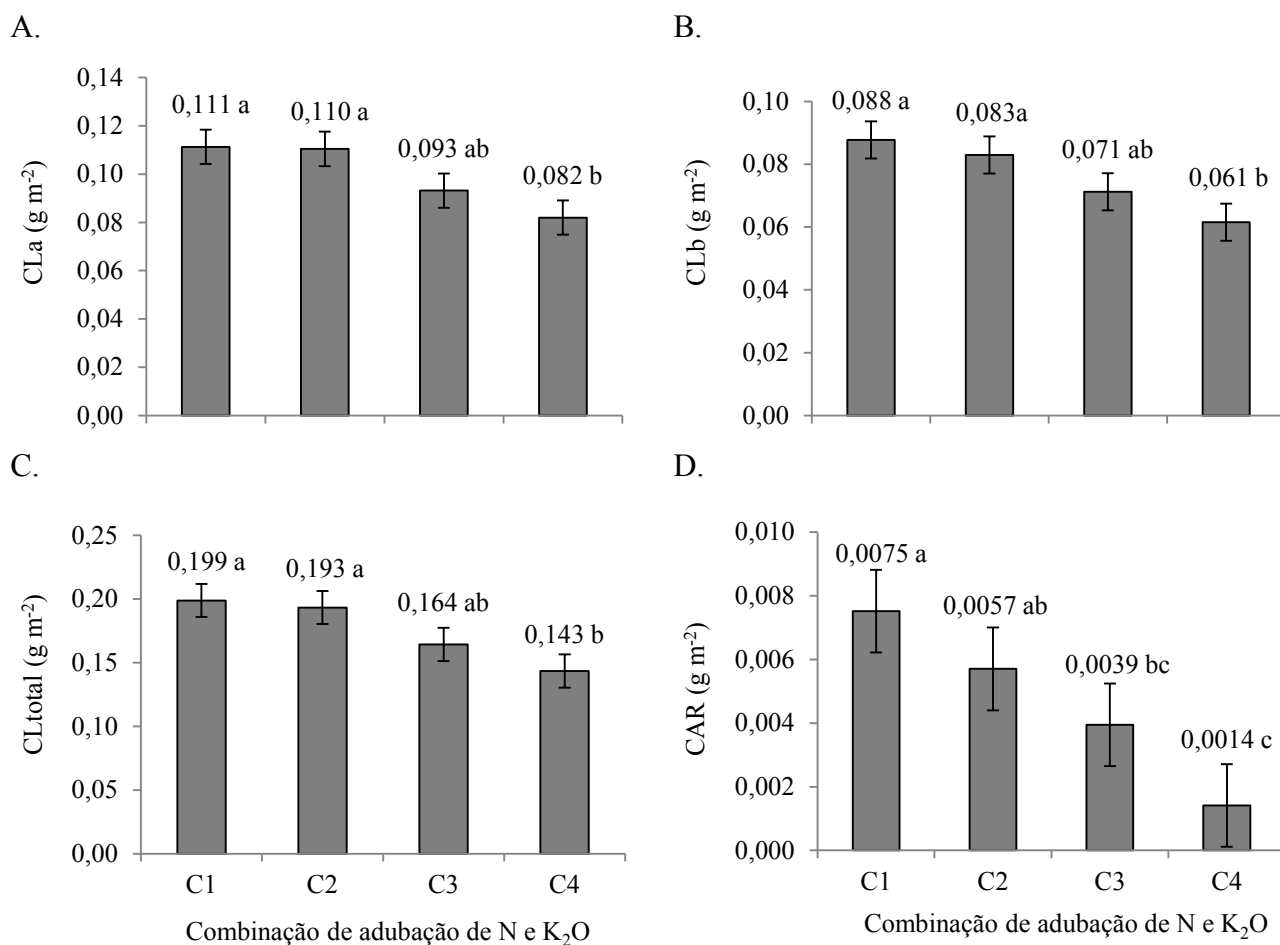 A.
CLa (g m-2)
0,14
0,12
0,10
0,08
0,06
0,04
0,02
0,00
0,111 a
0,110 a
0,093 ab
0,082 b
B.
CLb (g m-2)
0,10
0,08
0,06
0,04
0,02
0,00
0,088 a
0,083a
0,071 ab
0,061 b
C.
CLtotal (g m-2)
0,25
0,20
0,15
0,10
0,05
0,00
0,199 a
0,193 a
0,164 ab
0,143 b
C1 C2 C3 C4
Combinação de adubação de N e K2O
D.
CAR (g m-2)
0,010
0,008
0,006
0,004
0,002
0,000
0,0075 a
0,0057 ab
0,0039 bc
0,0014 c
C1 C2 C3 C4
Combinação de adubação de N e K2O